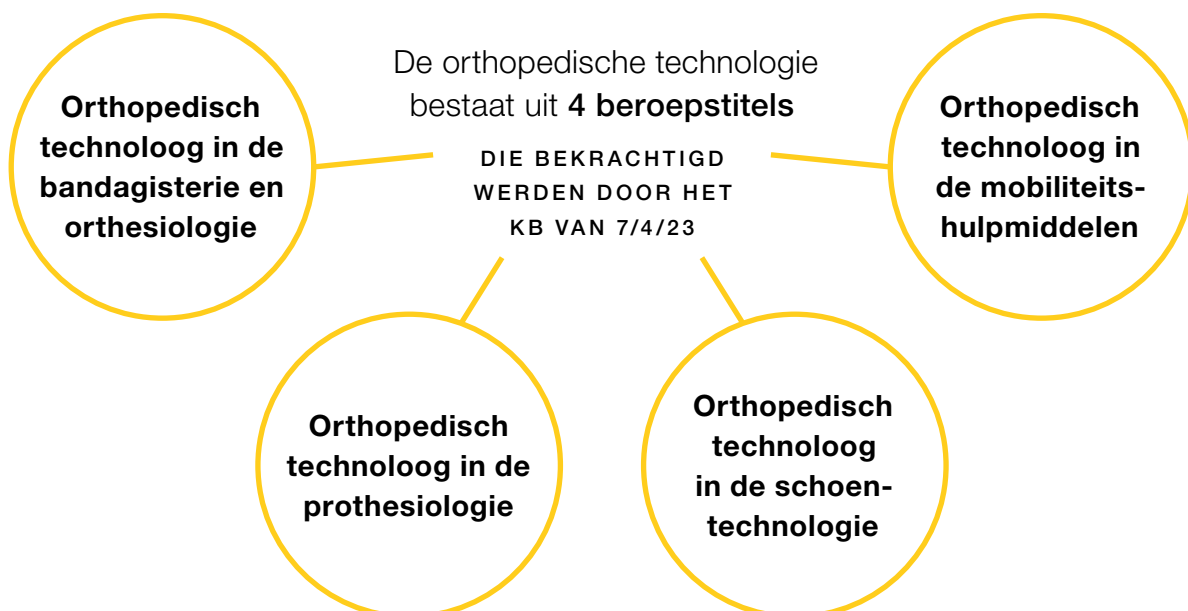 De orthopedische technologie
bestaat uit 4 beroepstitels
DIE BEKRACHTIGD
WERDEN DOOR HET
KB VAN 7/4/23
Orthopedisch
technoloog in de
bandagisterie en
orthesiologie
Orthopedisch
technoloog in
de mobiliteits-
hulpmiddelen
Orthopedisch
technoloog in de
prothesiologie
Orthopedisch
technoloog
in de schoen-
technologie